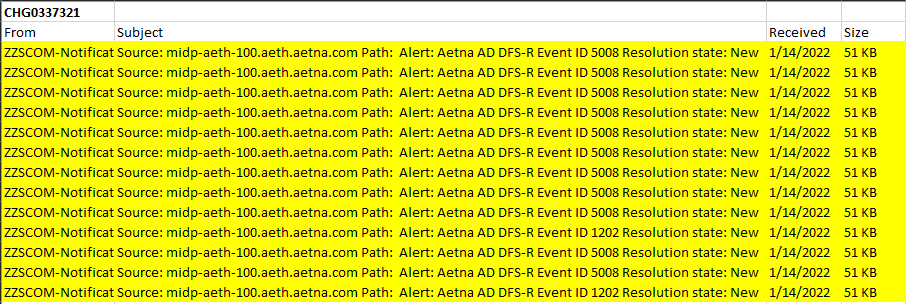 CHG0337321
From Subject Received Size
ZZSCOM-Notificat Source: midp-aeth-100.aeth.aetna.com Path: Alert: Aetna AD DFS-R Event ID 5008 Resolution state: New 1/14/2022 51 KB
ZZSCOM-Notificat Source: midp-aeth-100.aeth.aetna.com Path: Alert: Aetna AD DFS-R Event ID 5008 Resolution state: New 1/14/2022 51 KB
ZZSCOM-Notificat Source: midp-aeth-100.aeth.aetna.com Path: Alert: Aetna AD DFS-R Event ID 5008 Resolution state: New 1/14/2022 51 KB
ZZSCOM-Notificat Source: midp-aeth-100.aeth.aetna.com Path: Alert: Aetna AD DFS-R Event ID 5008 Resolution state: New 1/14/2022 51 KB
ZZSCOM-Notificat Source: midp-aeth-100.aeth.aetna.com Path: Alert: Aetna AD DFS-R Event ID 5008 Resolution state: New 1/14/2022 51 KB
ZZSCOM-Notificat Source: midp-aeth-100.aeth.aetna.com Path: Alert: Aetna AD DFS-R Event ID 5008 Resolution state: New 1/14/2022 51 KB
ZZSCOM-Notificat Source: midp-aeth-100.aeth.aetna.com Path: Alert: Aetna AD DFS-R Event ID 5008 Resolution state: New 1/14/2022 51 KB
ZZSCOM-Notificat Source: midp-aeth-100.aeth.aetna.com Path: Alert: Aetna AD DFS-R Event ID 5008 Resolution state: New 1/14/2022 51 KB
ZZSCOM-Notificat Source: midp-aeth-100.aeth.aetna.com Path: Alert: Aetna AD DFS-R Event ID 5008 Resolution state: New 1/14/2022 51 KB
ZZSCOM-Notificat Source: midp-aeth-100.aeth.aetna.com Path: Alert: Aetna AD DFS-R Event ID 1202 Resolution state: New 1/14/2022 51 KB
ZZSCOM-Notificat Source: midp-aeth-100.aeth.aetna.com Path: Alert: Aetna AD DFS-R Event ID 5008 Resolution state: New 1/14/2022 51 KB
ZZSCOM-Notificat Source: midp-aeth-100.aeth.aetna.com Path: Alert: Aetna AD DFS-R Event ID 5008 Resolution state: New 1/14/2022 51 KB
ZZSCOM-Notificat Source: midp-aeth-100.aeth.aetna.com Path: Alert: Aetna AD DFS-R Event ID 1202 Resolution state: New 1/14/2022 51 KB